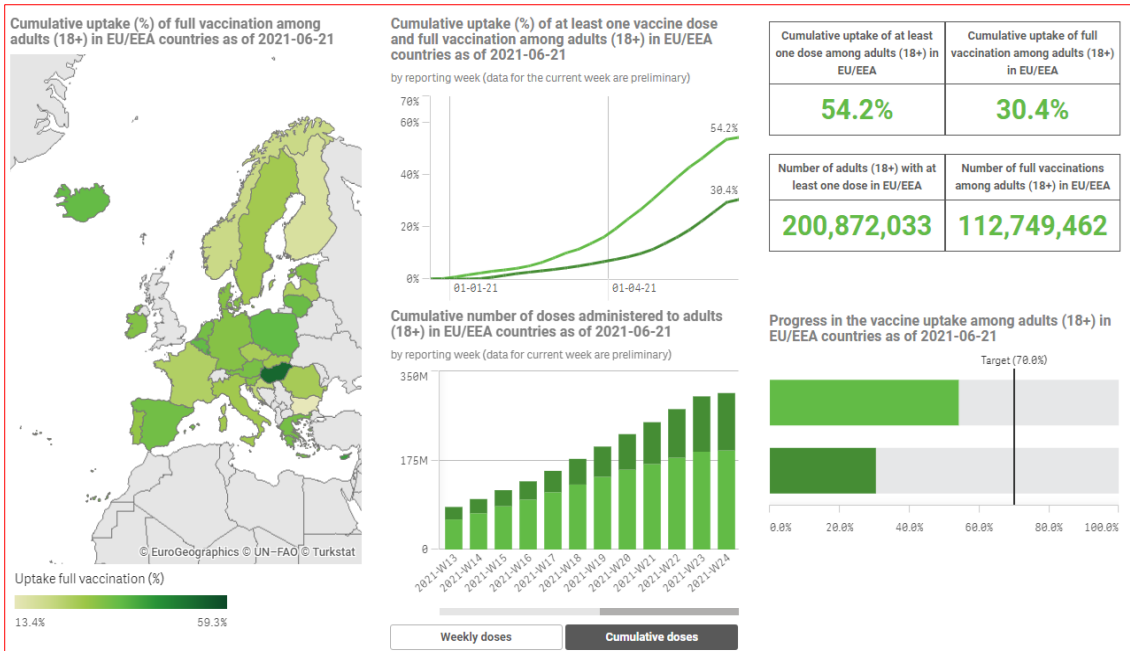 Cumulative uptake (%) of full vaccination among
adults (18+) in EU/EEA countries as of 2021-06-21
© EuroGeographics © UN–FAO © Turkstat
Uptake full vaccination (%)
13.4%
59.3%
Cumulative uptake (%) of at least one vaccine dose
and full vaccination among adults (18+) in EU/EEA
countries as of 2021-06-21
by reporting week (data for the current week are preliminary)
70%
60%
40%
20%
0%
54.2%
30.4%
01-01-21
01-04-21
Cumulative number of doses administered to adults
(18+) in EU/EEA countries as of 2021-06-21
by reporting week (data for current week are preliminary)
350M
175M
0
2021-W13
2021-W14
2021-W15
2021-W16
2021-W17
2021-W18
2021-W19
2021-W20
2021-W21
2021-W22
2021-W23
2021-W24
Weekly doses
Cumulative doses
Cumulative uptake of at least
one dose among adults (18+) in
EU/EEA
54.2%
Cumulative uptake of full
vaccination among adults (18+)
in EU/EEA
30.4%
Number of adults (18+) with at
least one dose in EU/EEA
200,872,033
Number of full vaccinations
among adults (18+) in EU/EEA
112,749,462
Progress in the vaccine uptake among adults (18+) in
EU/EEA countries as of 2021-06-21
Target (70.0%)
0.0%
20.0%
40.0%
60.0%
80.0%
100.0%